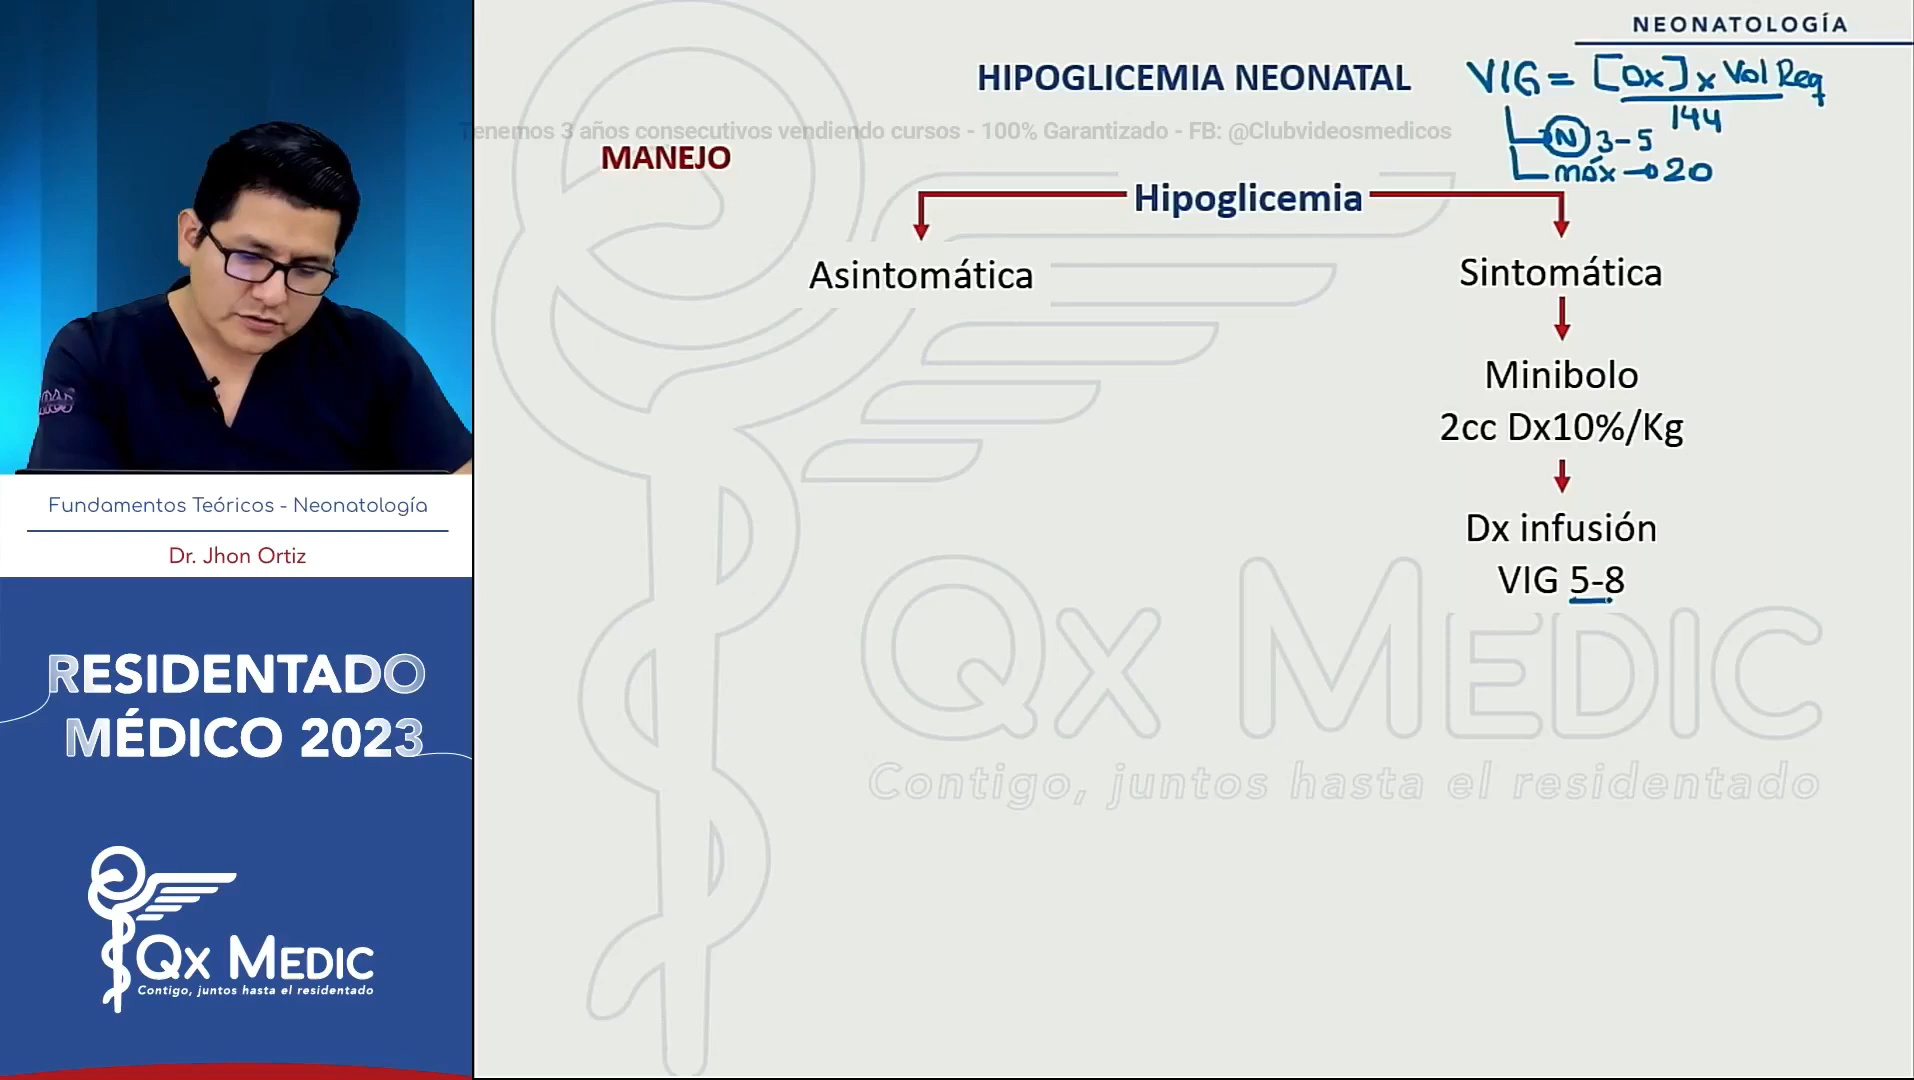 NEONATOLOGÍA
HIPOGLICEMIA NEONATAL
VIG = [Dx] x Vol Req
144
N 3-5
máx → 20
Tenemos 3 años consecutivos vendiendo cursos - 100% Garantizado - FB: @Clubvideosmedicos
MANEJO
Hipoglicemia
Asintomática
Sintomática
Minibolo
2cc Dx10%/Kg
Dx infusión
VIG 5-8
Fundamentos Teóricos - Neonatología
Dr. Jhon Ortiz
RESIDENTADO
MÉDICO 2023
QX MEDIC
Contigo, juntos hasta el residentado
QX MEDIC
Contigo, juntos hasta el residentado